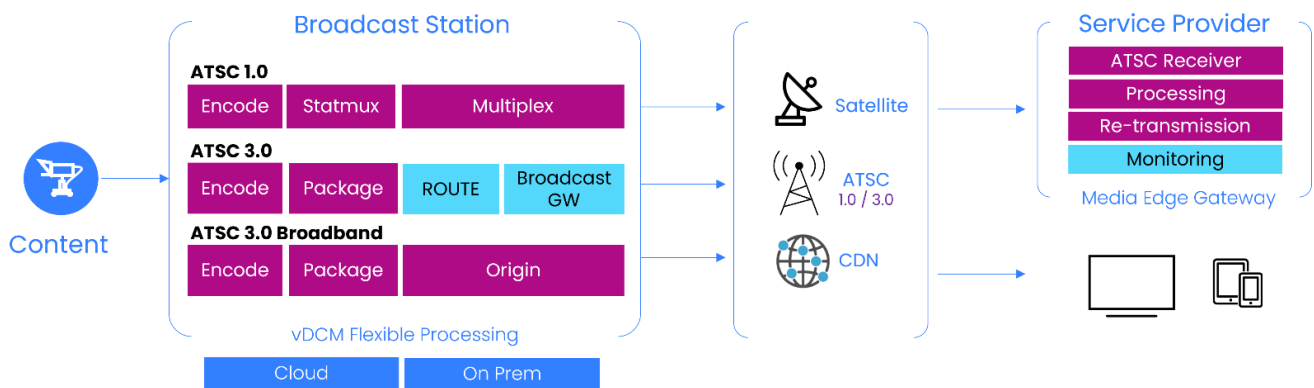 Broadcast Station
Service Provider
ATSC 1.0
Encode
Statmux
Multiplex
ATSC 3.0
Encode
Package
ROUTE
Broadcast
GW
ATSC 3.0 Broadband
Encode
Package
Origin
Content
vDCM Flexible Processing
Cloud
On Prem
Satellite
ATSC
1.0 / 3.0
CDN
ATSC Receiver
Processing
Re-transmission
Monitoring
Media Edge Gateway